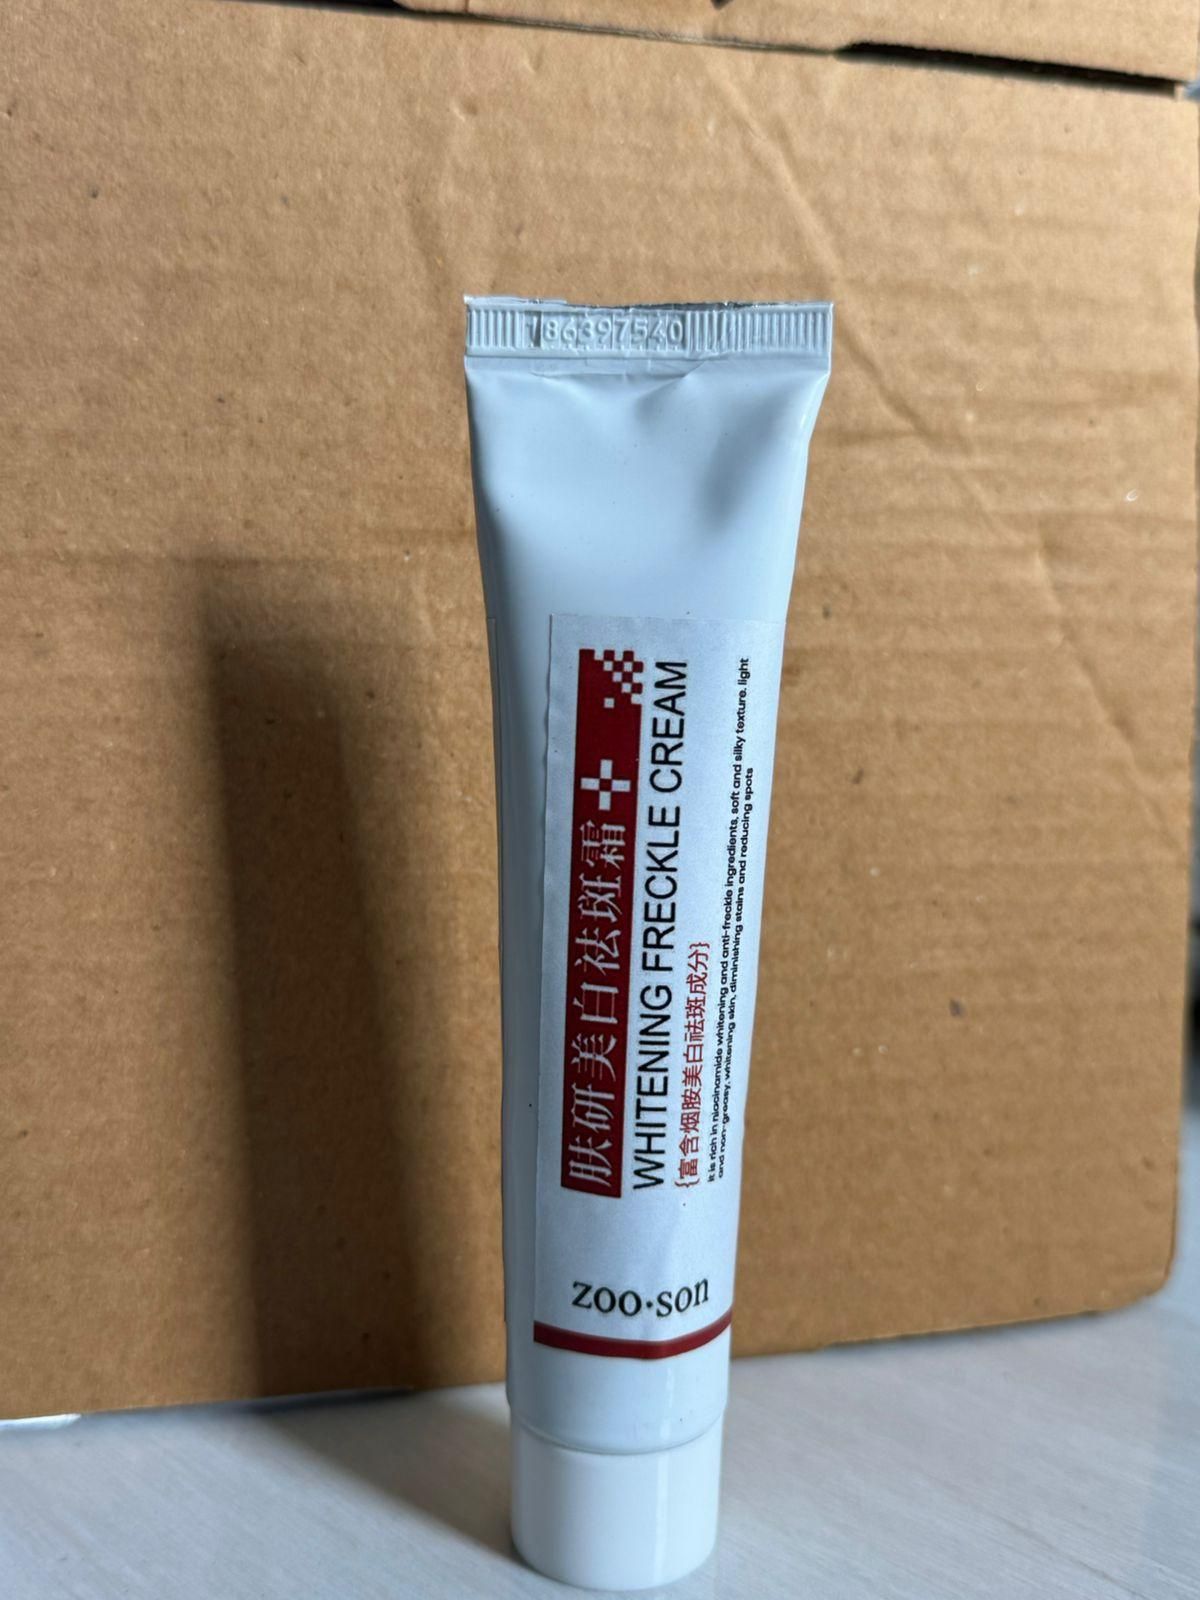 786397540
肤研美白祛斑霜
WHITENING FRECKLE CREAM
{富含烟胺美白祛斑成分}
it is rich in niacinamide whitening and anti-freckle ingredients, soft and silky texture. light
and non-greasy. whitening skin, diminishing stains and reducing spots
zoo·son